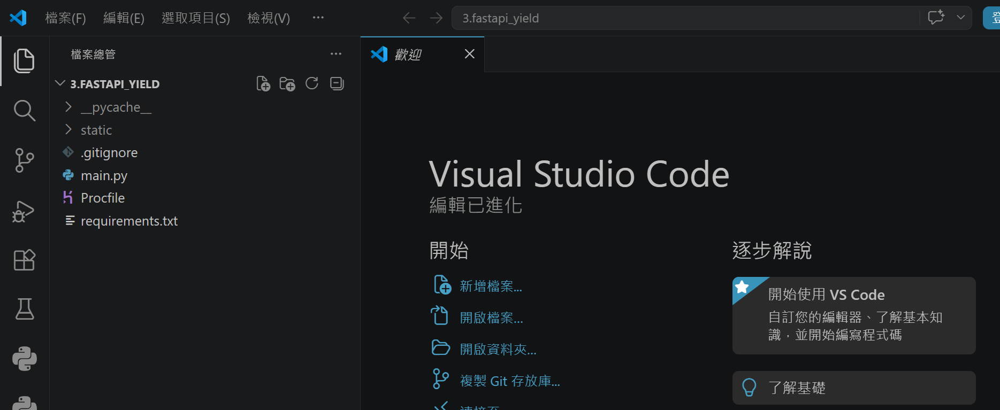 檔案(F) 編輯(E) 選取項目(S) 檢視(V) ···
3.fastapi_yield
登
檔案總管
3.FASTAPI_YIELD
__pycache__
static
.gitignore
main.py
Procfile
requirements.txt
歡迎
Visual Studio Code
編輯已進化
開始
新增檔案...
開啟檔案...
開啟資料夾...
複製 Git 存放庫...
連接至
逐步解說
開始使用 VS Code
自訂您的編輯器、了解基本知
識，並開始編寫程式碼
了解基礎